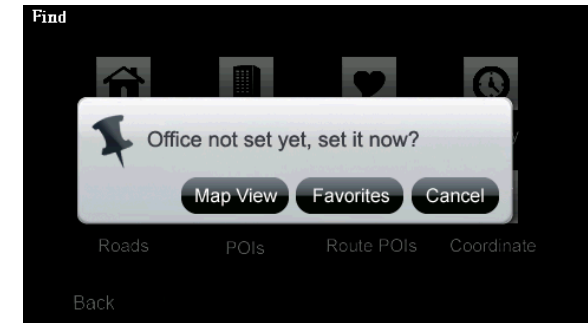 Find
Office not set yet, set it now?
Map View Favorites Cancel
Roads POIs Route POIs Coordinate
Back